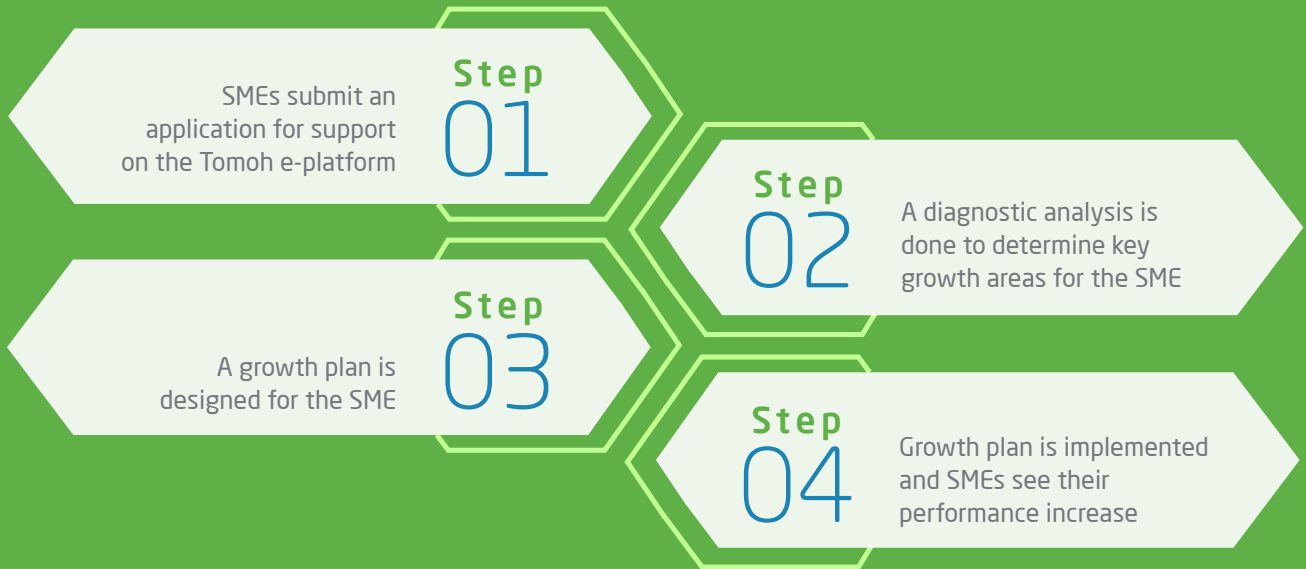 Step
01
SMEs submit an
application for support
on the Tomoh e-platform
Step
02
A diagnostic analysis is
done to determine key
growth areas for the SME
Step
03
A growth plan is
designed for the SME
Step
04
Growth plan is implemented
and SMEs see their
performance increase